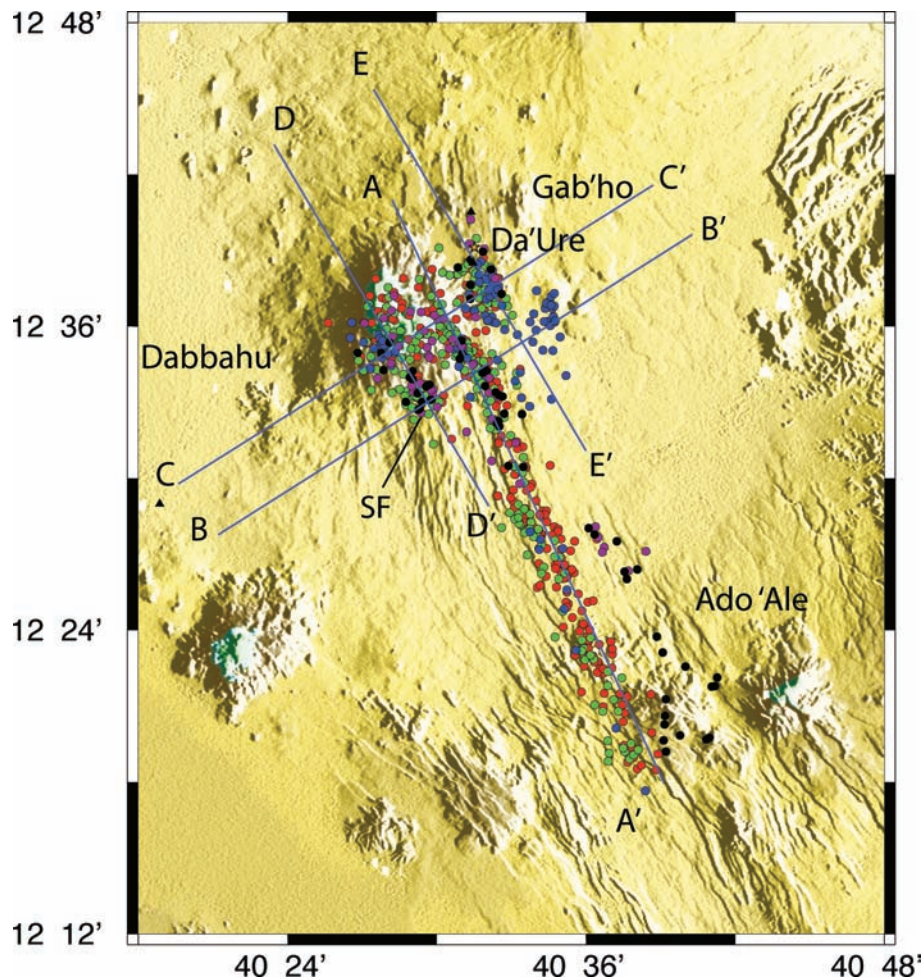 12 48'
E
D
A
Gab'ho
C'
Da'Ure
B'
12 36'
Dabbahu
E'
C
SF
D'
B
Ado 'Ale
12 24'
A'
12 12'
40 24'
40 36'
40 48'